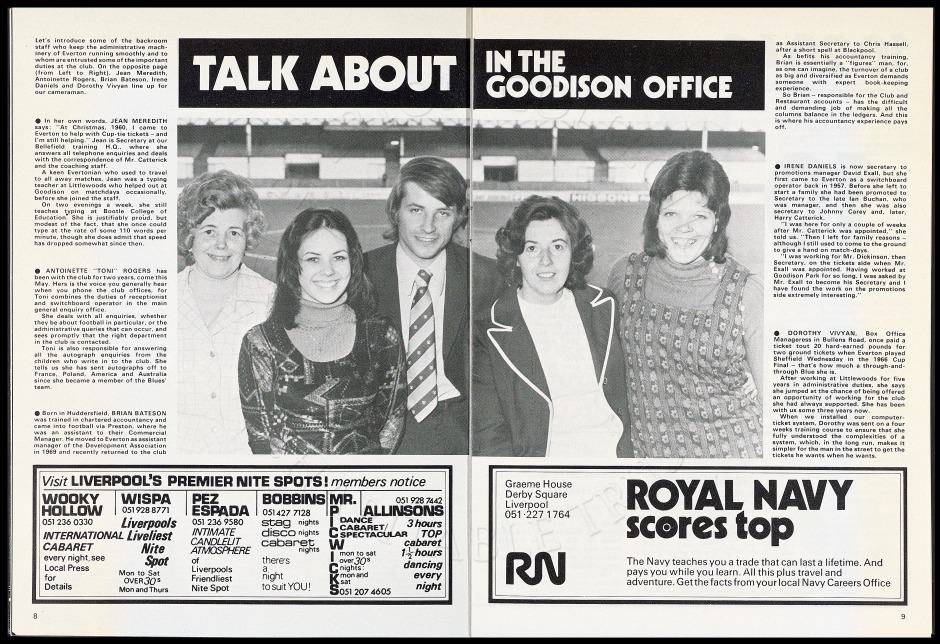 Let's introduce some of the backroom
staff who keep the administrative mach-
inery of Everton running smoothly and to
whom are entrusted some of the important
duties at the club. On the opposite page
(from Left to Right), Jean Meredith,
Antoinette Rogers, Brian Bateson, Irene
Daniels and Dorothy Vivyan line up for
our cameraman.
● In her own words, JEAN MEREDITH
says: "At Christmas, 1960, I came to
Everton to help with Cup-tie tickets – and
I'm still helping." Jean is Secretary at our
Bellefield training H.Q., where she
answers all telephone enquiries and deals
with the correspondence of Mr. Catterick
and the coaching staff.
A keen Evertonian who used to travel
to all away matches, Jean was a typing
teacher at Littlewoods who helped out at
Goodison on matchdays occasionally,
before she joined the staff.
On two evenings a week, she still
teaches typing at Bootle College of
Education. She is justifiably proud, but
modest of the fact, that she once could
type at the rate of some 110 words per
minute, though she does admit that speed
has dropped somewhat since then.
● ANTOINETTE "TONI" ROGERS has
been with the club for two years, come this
May. Hers is the voice you generally hear
when you phone the club offices, for
Toni combines the duties of receptionist
and switchboard operator in the main
general enquiry office.
She deals with all enquiries, whether
they be about football in particular, or the
administrative queries that can occur, and
sees promptly that the right department
in the club is contacted.
Toni is also responsible for answering
all the autograph enquiries from the
children who write in to the club. She
tells us she has sent autographs off to
France, Poland, America and Australia
since she became a member of the Blues'
team.
● Born in Huddersfield, BRIAN BATESON
was trained in chartered accountancy and
came into football via Preston, where he
was an assistant to their Commercial
Manager. He moved to Everton as assistant
manager of the Development Association
in 1969 and recently returned to the club
TALK ABOUT IN THE
GOODISON OFFICE
as Assistant Secretary to Chris Hassell,
after a short spell at Blackpool.
As befits his accountancy training,
Brian is essentially a "figures" man, for,
as one can imagine, the turnover of a club
as big and diversified as Everton demands
someone with expert book-keeping
experience.
So Brian – responsible for the Club and
Restaurant accounts – has the difficult
and demanding job of making all the
columns balance in the ledgers. And this
is where his accountancy experience pays
off.
● IRENE DANIELS is now secretary to
promotions manager David Exall, but she
first came to Everton as a switchboard
operator back in 1957. Before she left to
start a family she had been promoted to
Secretary to the late Ian Buchan, who
was manager, and then she was also
secretary to Johnny Carey and, later,
Harry Catterick.
"I was here for only a couple of weeks
after Mr. Catterick was appointed," she
told us. "Then I left for family reasons –
although I still used to come to the ground
to give a hand on match-days.
"I was working for Mr. Dickinson, then
Secretary, on the tickets side when Mr.
Exall was appointed. Having worked at
Goodison Park for so long, I was asked by
Mr. Exall to become his Secretary and I
have found the work on the promotions
side extremely interesting."
● DOROTHY VIVYAN, Box Office
Manageress in Bullens Road, once paid a
ticket tout 20 hard-earned pounds for
two ground tickets when Everton played
Sheffield Wednesday in the 1966 Cup
Final – that's how much a through-and-
through Blue she is.
After working at Littlewoods for five
years in administrative duties, she says
she jumped at the chance of being offered
an opportunity of working for the club
she had always supported. She has been
with us some three years now.
When we installed our computer-
ticket system, Dorothy was sent on a four
weeks training course to ensure that she
fully understood the complexities of a
system, which, in the long run, makes it
simpler for the man in the street to get the
tickets he wants when he wants.
Visit LIVERPOOL'S PREMIER NITE SPOTS! members notice
WOOKY
HOLLOW
051 236 0330
INTERNATIONAL
CABARET
every night, see
Local Press
for
Details
WISPA
051 928 8771
Liverpools
Liveliest
Nite
Spot
Mon to Sat
OVER 30's
Mon and Thurs
PEZ
ESPADA
051 236 9580
INTIMATE
CANDLELIT
ATMOSPHERE
of
Liverpools
Friendliest
Nite Spot
BOBBINS
051 427 7128
stag nights
disco nights
cabaret
nights
there's
a
night
to suit YOU!
MR.
PICWICKS
DANCE
CABARET/
SPECTACULAR
mon to sat
over 30's
nights:
mon and
sat
051 207 4605
051 928 7442
ALLINSONS
3 hours
TOP
cabaret
1½ hours
dancing
every
night
Graeme House
Derby Square
Liverpool
051-227 1764
RN
ROYAL NAVY
scores top
The Navy teaches you a trade that can last a lifetime. And
pays you while you learn. All this plus travel and
adventure. Get the facts from your local Navy Careers Office
8
9